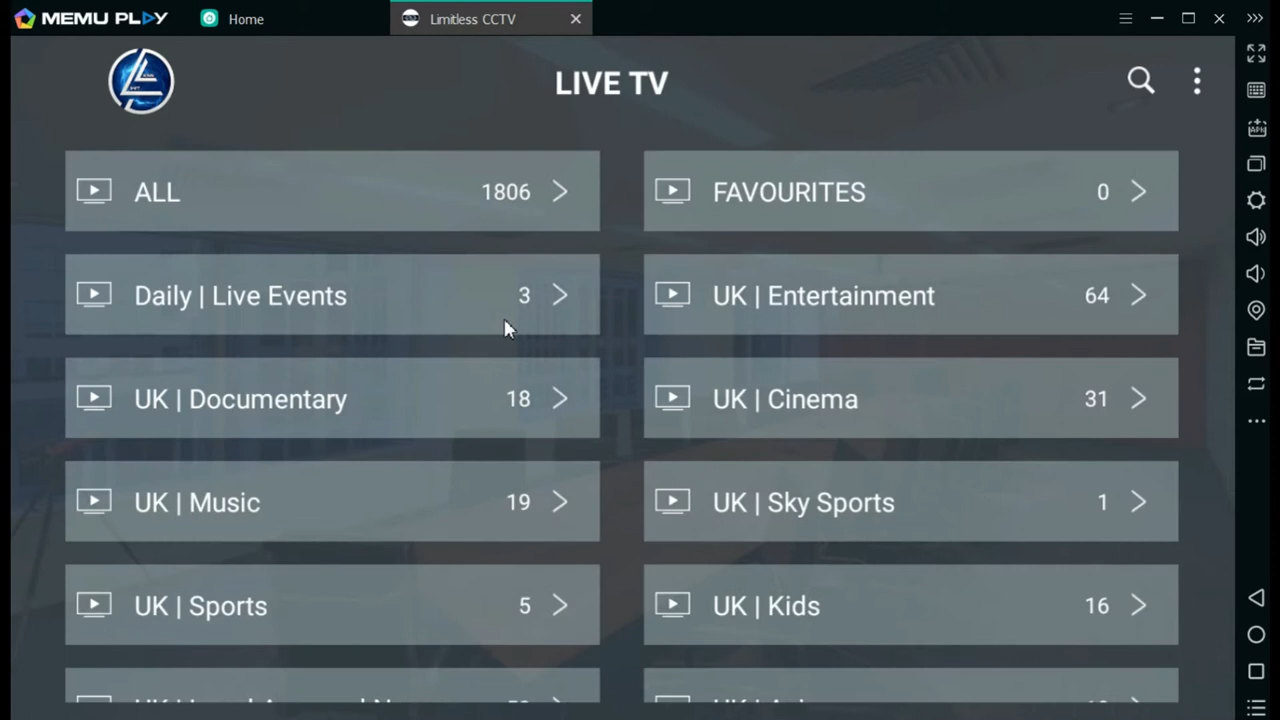 MEMU PLAY Home Limitless CCTV
LIVE TV
ALL 1806
FAVOURITES 0
Daily | Live Events 3
UK | Entertainment 64
UK | Documentary 18
UK | Cinema 31
UK | Music 19
UK | Sky Sports 1
UK | Sports 5
UK | Kids 16